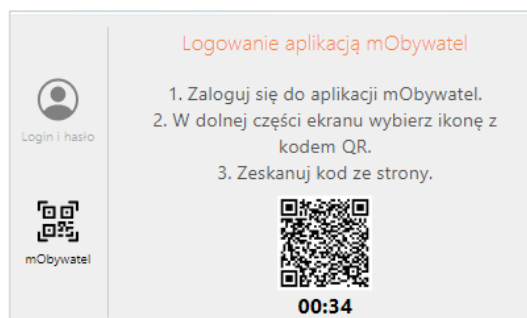 Logowanie aplikacją mObywatel
Login i hasło
mObywatel
1. Zaloguj się do aplikacji mObywatel.
2. W dolnej części ekranu wybierz ikonę z
kodem QR.
3. Zeskanuj kod ze strony.
00:34